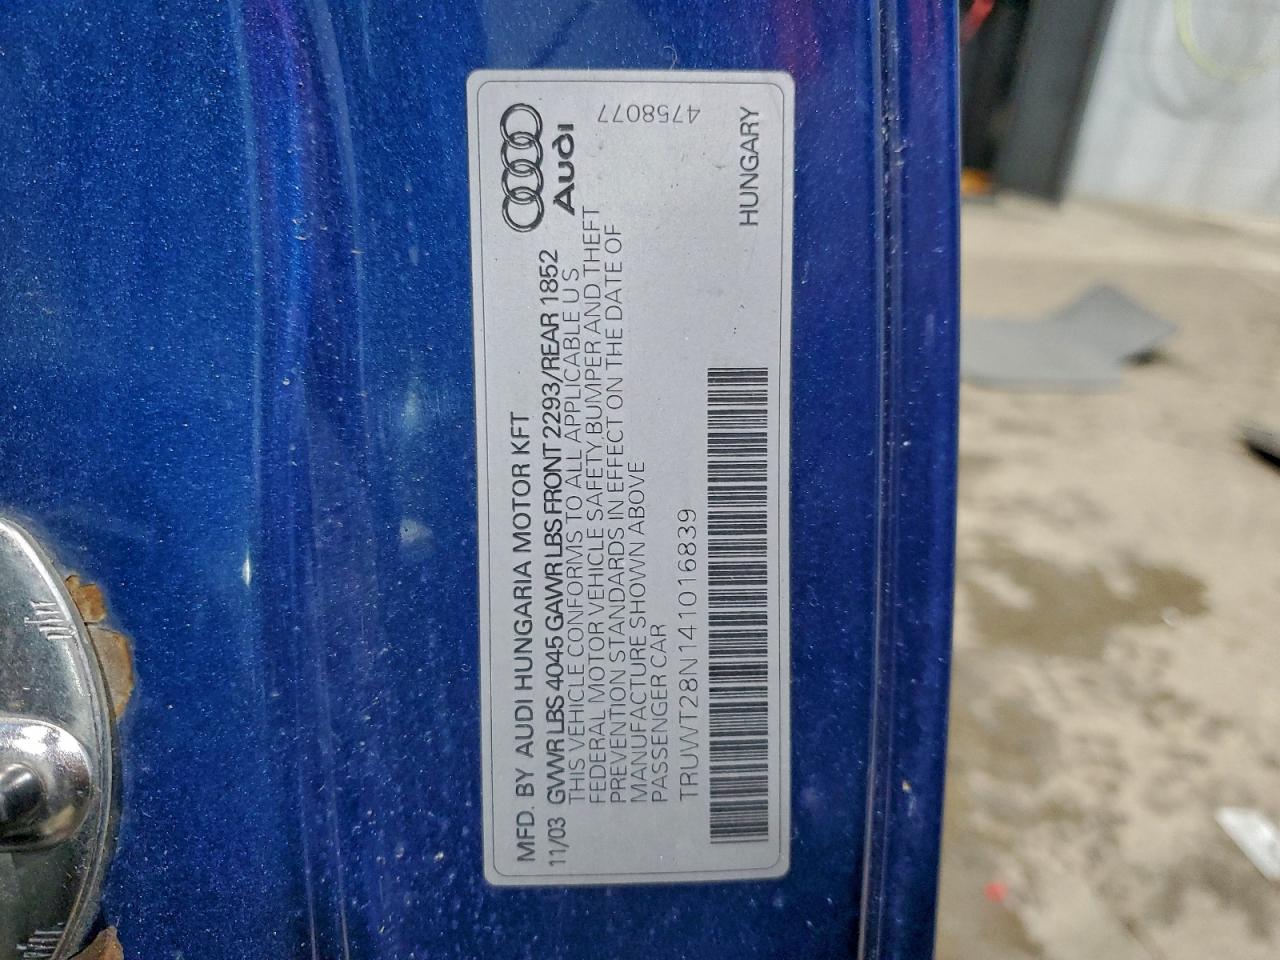 MFD. BY AUDI HUNGARIA MOTOR KFT
11/03 GVWR LBS 4045 GAWR LBS FRONT 2293/REAR 1852
THIS VEHICLE CONFORMS TO ALL APPLICABLE US
FEDERAL MOTOR VEHICLE SAFETY, BUMPER AND THEFT
PREVENTION STANDARDS IN EFFECT ON THE DATE OF
MANUFACTURE SHOWN ABOVE
PASSENGER CAR
TRUWT28N141016839
Audi
4758077
HUNGARY